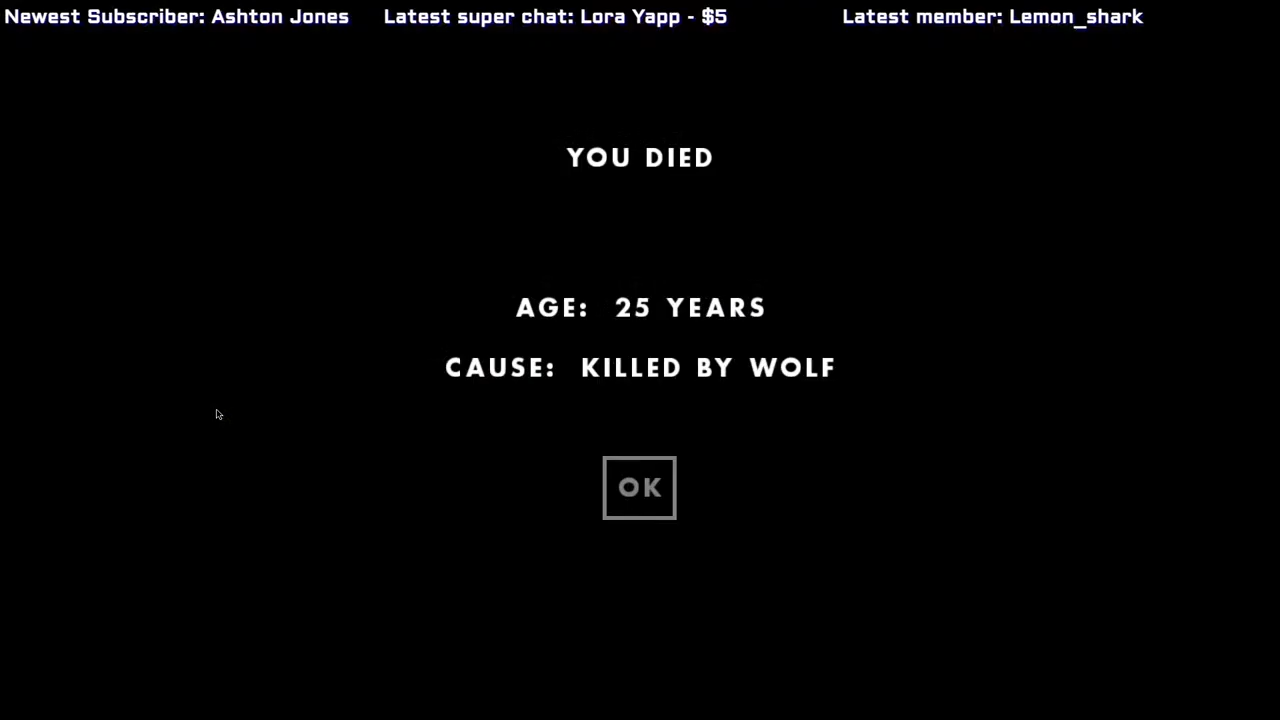 Newest Subscriber: Ashton Jones Latest super chat: Lora Yapp - $5 Latest member: Lemon_shark
YOU DIED
AGE: 25 YEARS
CAUSE: KILLED BY WOLF
OK